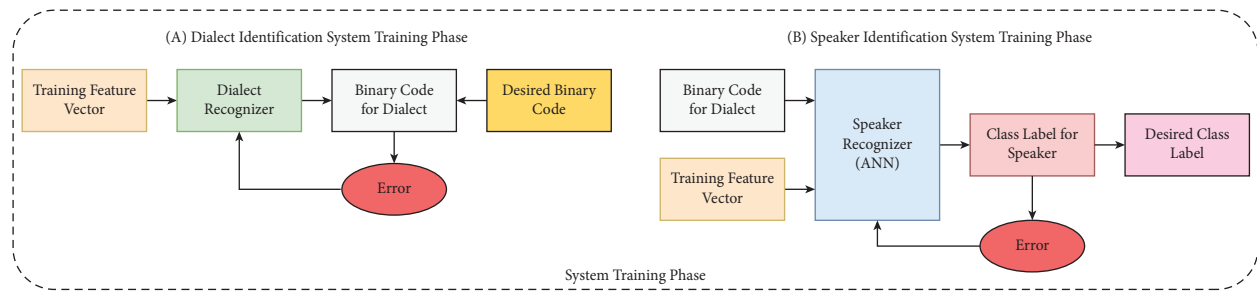 (A) Dialect Identification System Training Phase
Training Feature
Vector
Dialect
Recognizer
Binary Code
for Dialect
Desired Binary
Code
Error
(B) Speaker Identification System Training Phase
Binary Code
for Dialect
Training Feature
Vector
Speaker
Recognizer
(ANN)
Class Label for
Speaker
Desired Class
Label
Error
System Training Phase